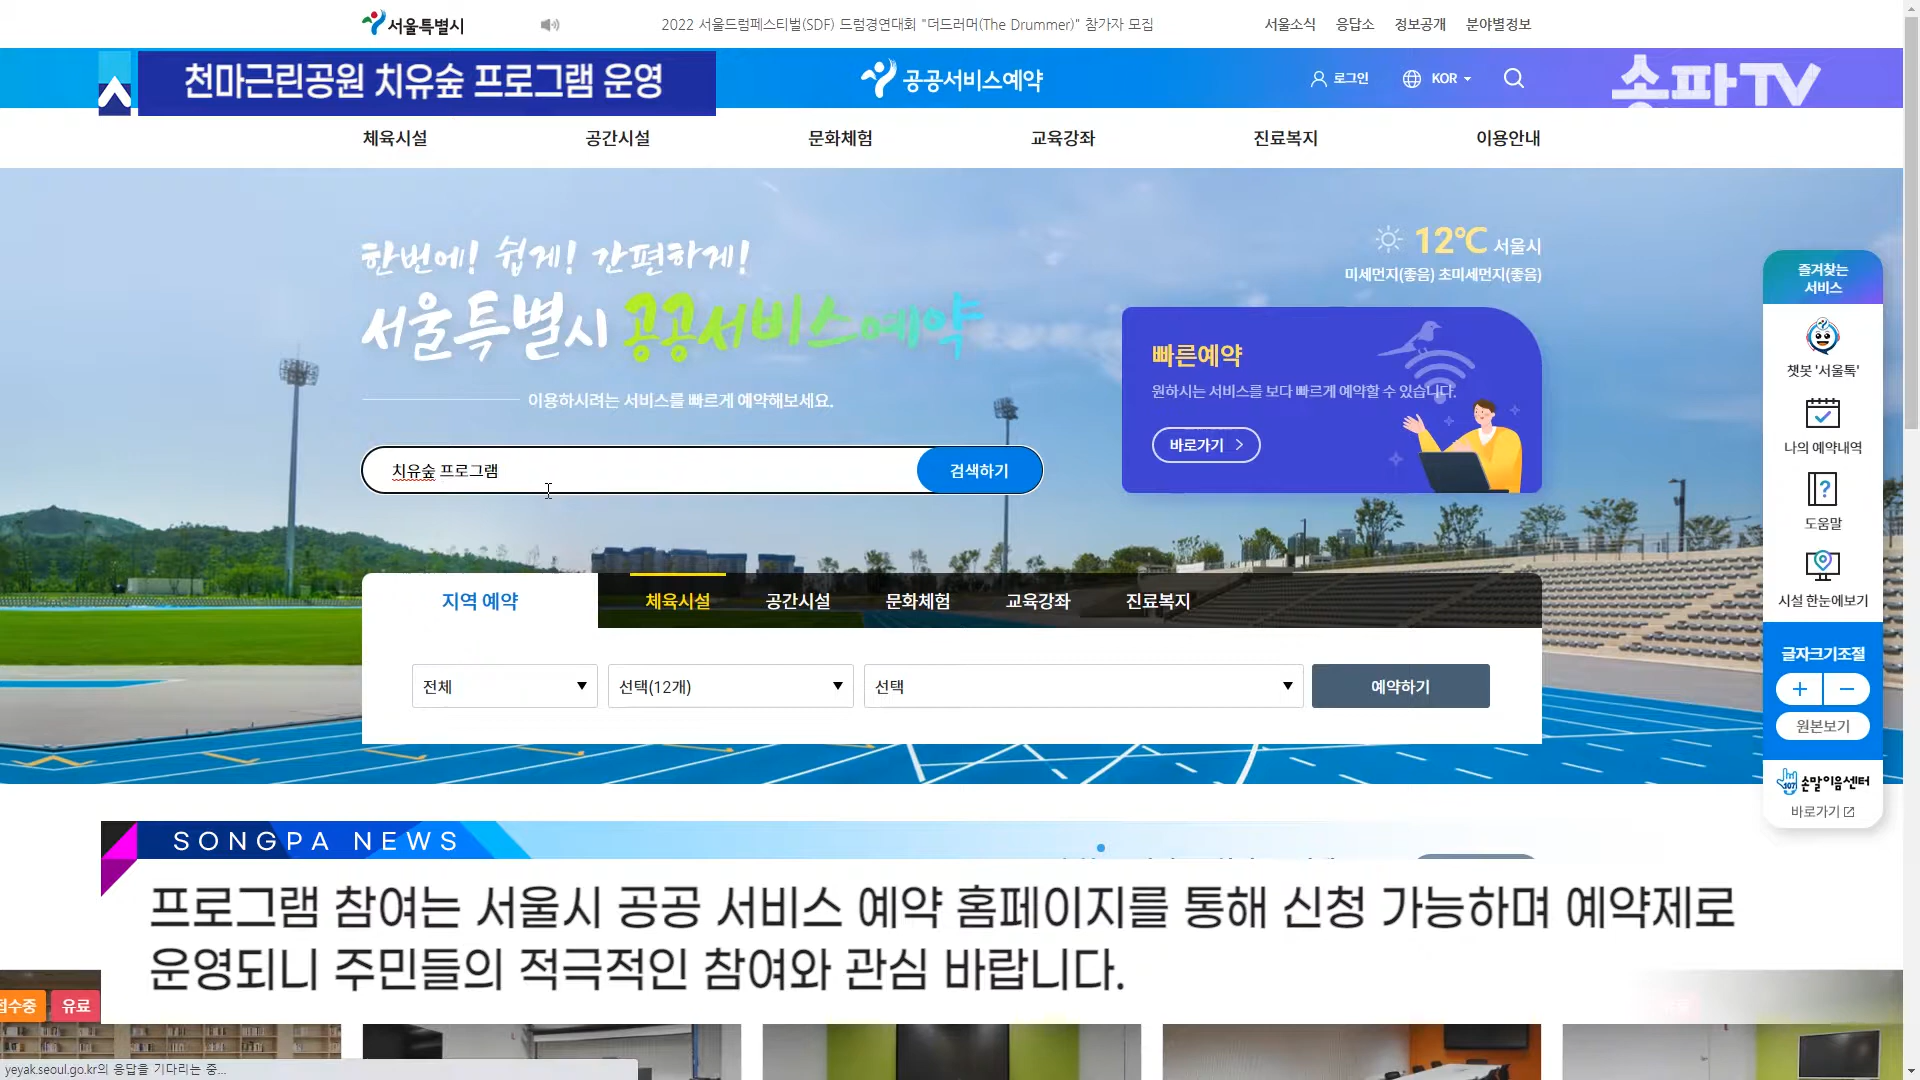 서울특별시
2022 서울드럼페스티벌(SDF) 드럼경연대회 "더드러머(The Drummer)" 참가자 모집
서울소식 응답소 정보공개 분야별정보
천마근린공원 치유숲 프로그램 운영
공공서비스예약
로그인
KOR
송파TV
체육시설 공간시설 문화체험 교육강좌 진료복지 이용안내
한번에! 쉽게! 간편하게!
서울특별시 공공서비스예약
이용하시려는 서비스를 빠르게 예약해보세요.
치유숲 프로그램
검색하기
12℃ 서울시
미세먼지(좋음) 초미세먼지(좋음)
빠른예약
원하시는 서비스를 보다 빠르게 예약할 수 있습니다.
바로가기
즐겨찾는
서비스
챗봇 '서울톡'
나의 예약내역
도움말
시설 한눈에보기
글자크기조절
+ −
원본보기
107 손말이음센터
바로가기
지역 예약
체육시설 공간시설 문화체험 교육강좌 진료복지
전체
선택(12개)
선택
예약하기
SONGPA NEWS
프로그램 참여는 서울시 공공 서비스 예약 홈페이지를 통해 신청 가능하며 예약제로
운영되니 주민들의 적극적인 참여와 관심 바랍니다.
접수중 유료
yeyak.seoul.go.kr의 응답을 기다리는 중...